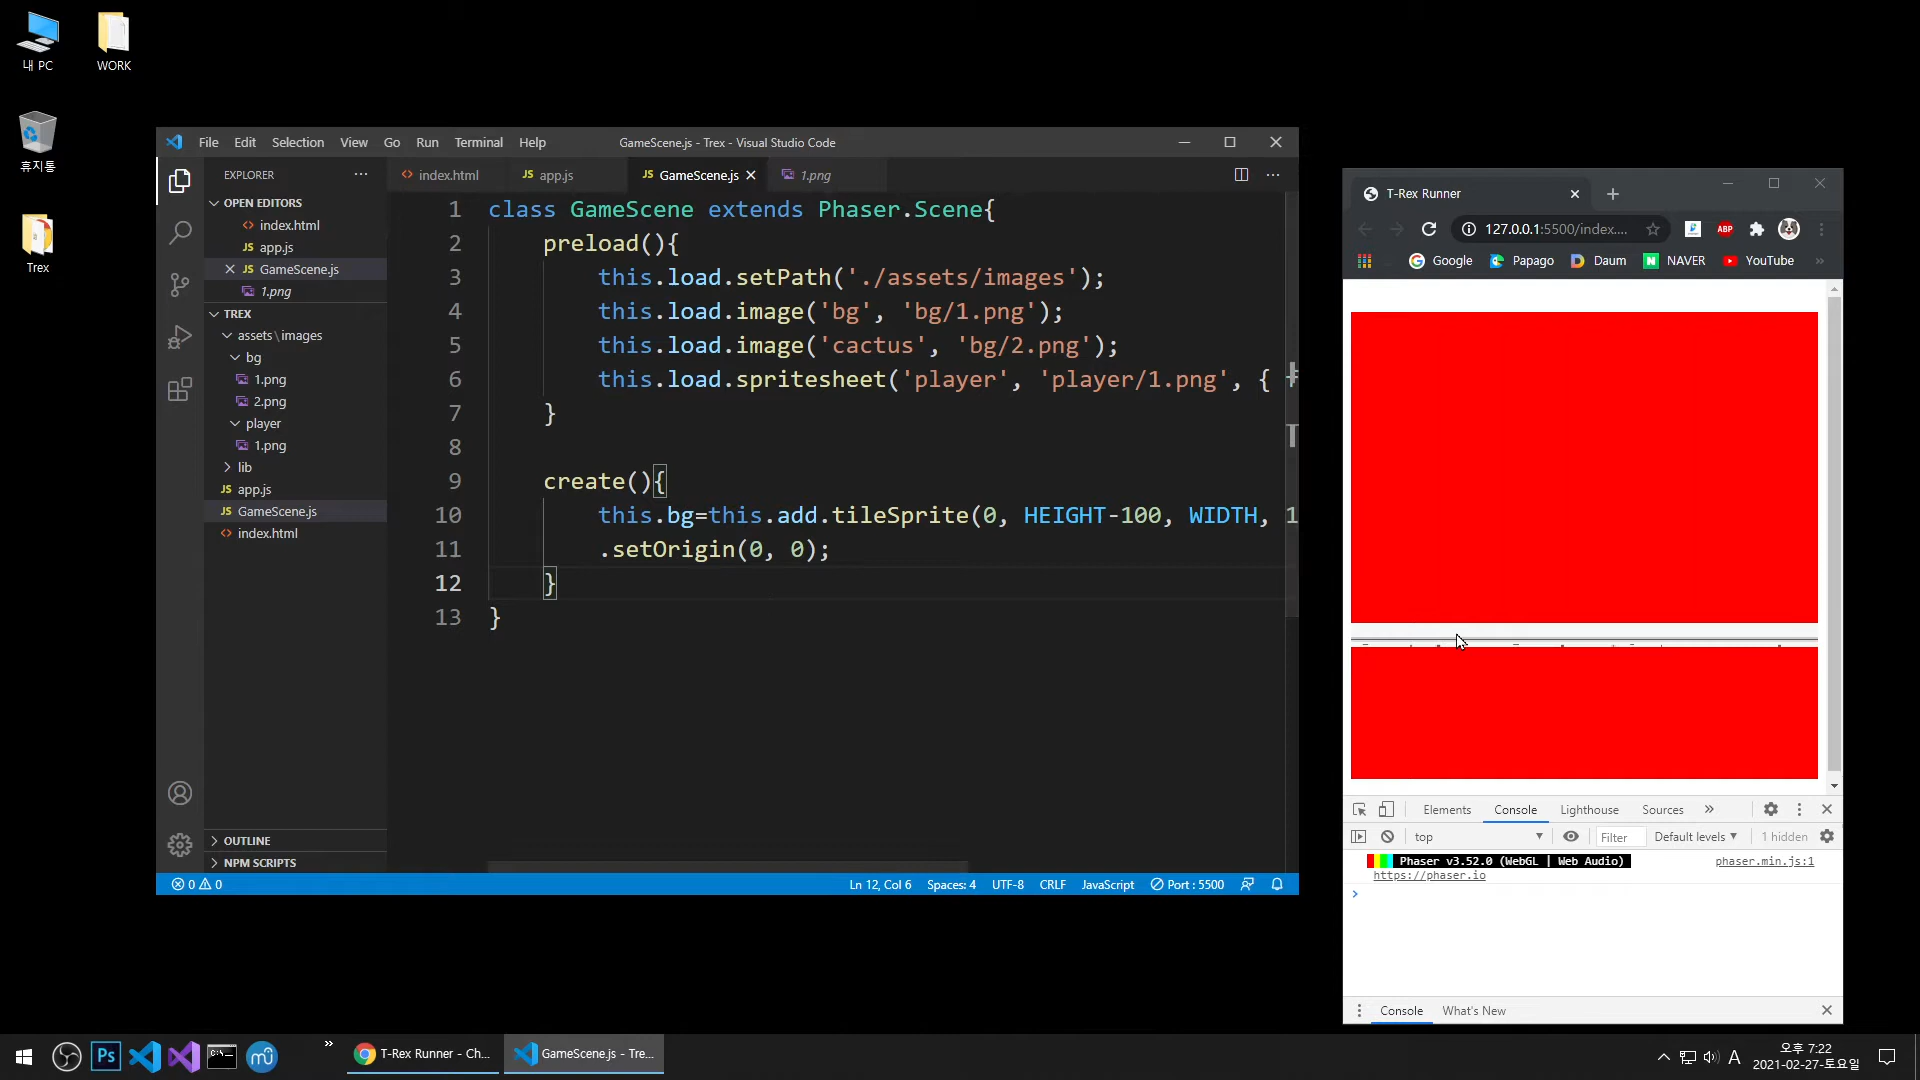 내 PC
WORK
휴지통
Trex
File Edit Selection View Go Run Terminal Help
GameScene.js - Trex - Visual Studio Code
EXPLORER
OPEN EDITORS
index.html
app.js
GameScene.js
1.png
TREX
assets\images
bg
1.png
2.png
player
1.png
lib
JS app.js
JS GameScene.js
index.html
OUTLINE
NPM SCRIPTS
index.html
JS app.js
JS GameScene.js
1.png
1 class GameScene extends Phaser.Scene{
2 preload(){
3 this.load.setPath('./assets/images');
4 this.load.image('bg', 'bg/1.png');
5 this.load.image('cactus', 'bg/2.png');
6 this.load.spritesheet('player', 'player/1.png', {
7 }
8
9 create(){
10 this.bg=this.add.tileSprite(0, HEIGHT-100, WIDTH, 1
11 .setOrigin(0, 0);
12 }
13 }
0 0
Ln 12, Col 6 Spaces: 4 UTF-8 CRLF JavaScript Port : 5500
T-Rex Runner
127.0.0.1:5500/index....
ABP
Google Papago Daum NAVER YouTube
Elements Console Lighthouse Sources
top Filter Default levels 1 hidden
Phaser v3.52.0 (WebGL | Web Audio) phaser.min.js:1
https://phaser.io
Console What's New
Ps
T-Rex Runner - Ch...
GameScene.js - Tre...
A
오후 7:22
2021-02-27-토요일